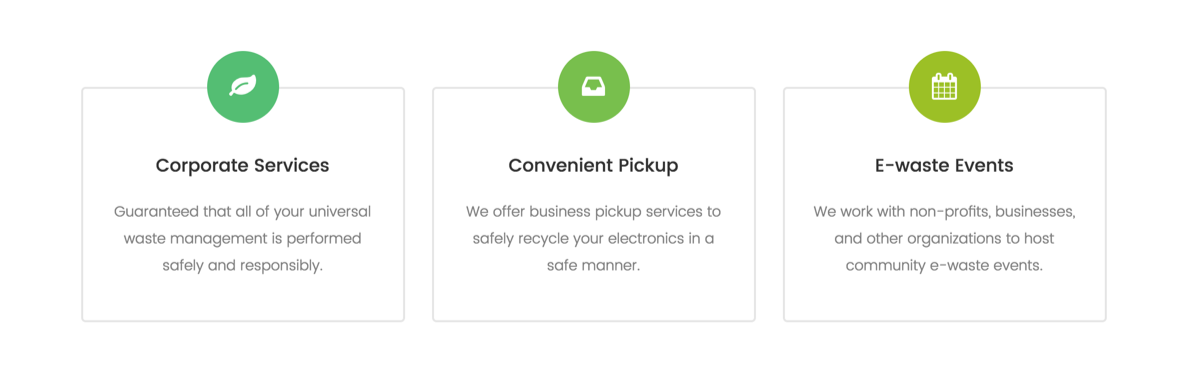 Corporate Services
Guaranteed that all of your universal
waste management is performed
safely and responsibly.
Convenient Pickup
We offer business pickup services to
safely recycle your electronics in a
safe manner.
E-waste Events
We work with non-profits, businesses,
and other organizations to host
community e-waste events.